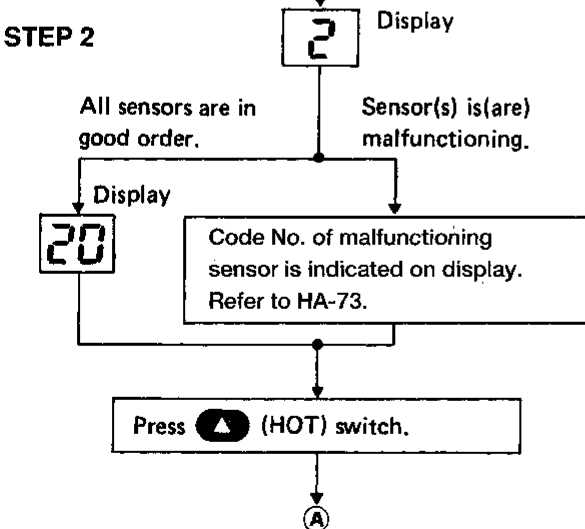 STEP 2
2
Display
All sensors are in
good order.
Sensor(s) is(are)
malfunctioning.
Display
20
Code No. of malfunctioning
sensor is indicated on display.
Refer to HA-73.
Press (HOT) switch.
A